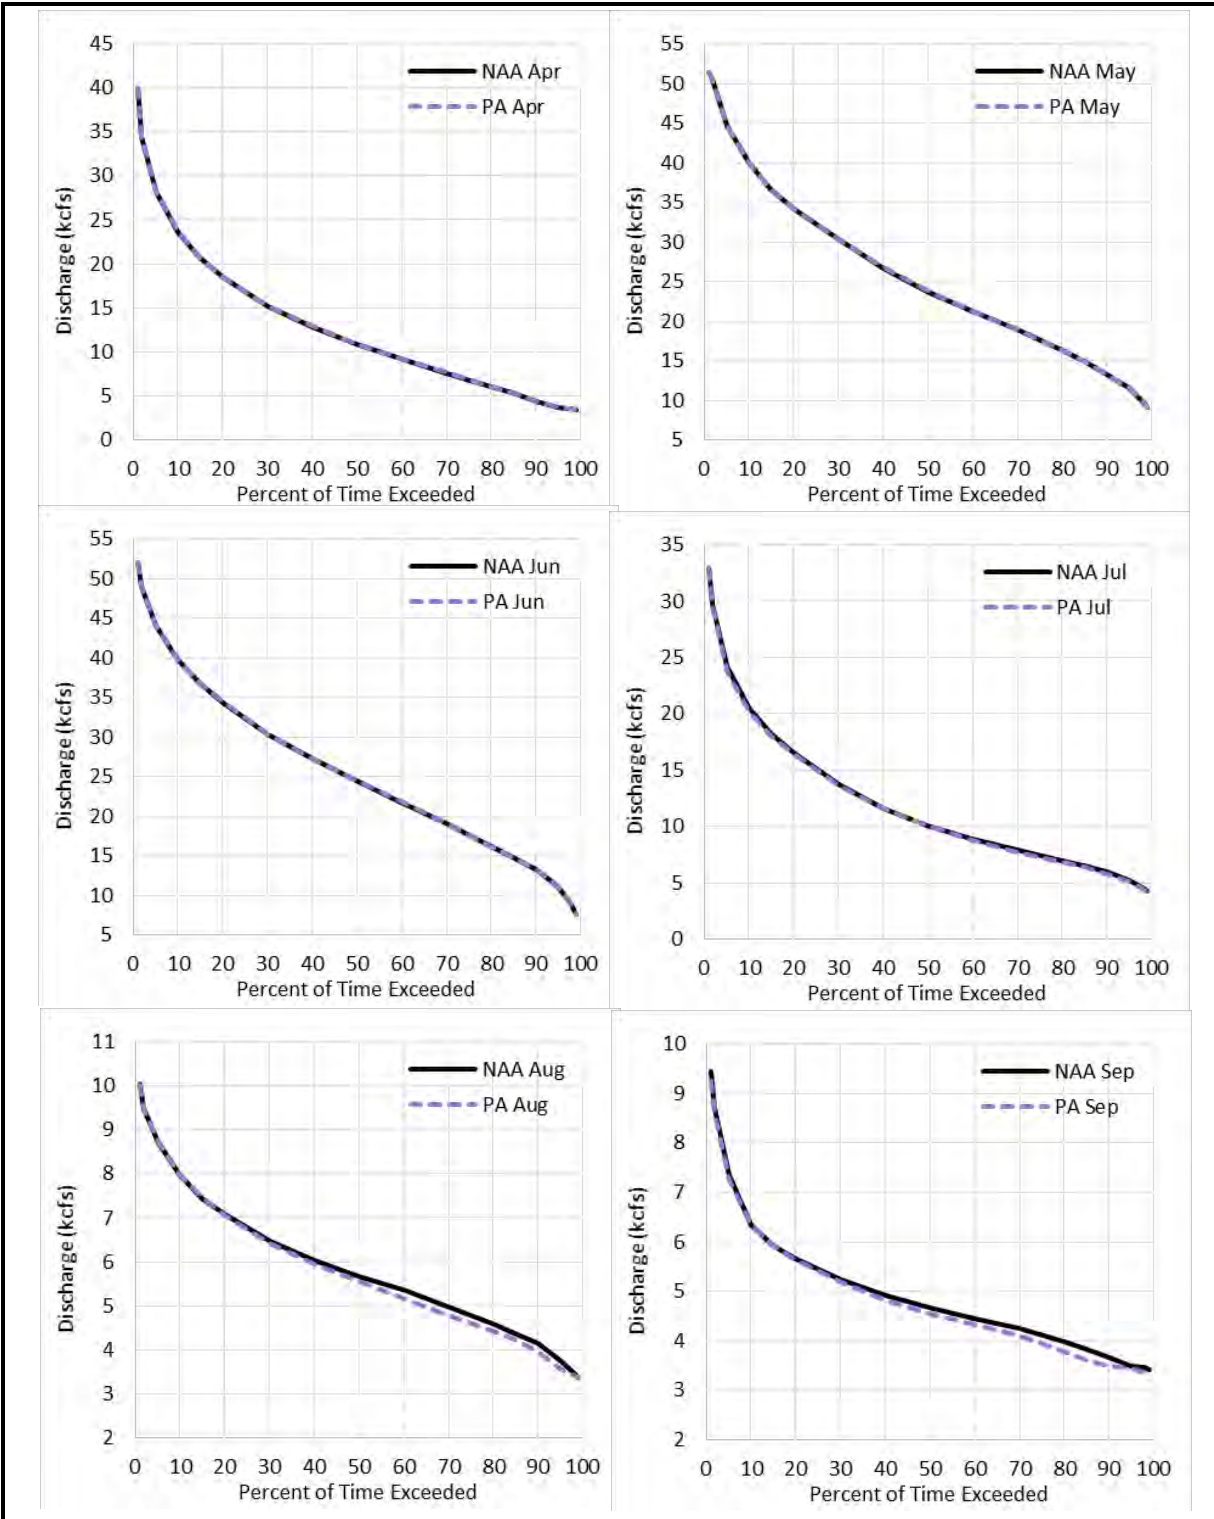 45
40
35
30
25
20
15
10
5
0
Discharge (kcfs)
NAA Apr
PA Apr
0 10 20 30 40 50 60 70 80 90 100
Percent of Time Exceeded
55
50
45
40
35
30
25
20
15
10
5
Discharge (kcfs)
NAA May
PA May
0 10 20 30 40 50 60 70 80 90 100
Percent of Time Exceeded
55
50
45
40
35
30
25
20
15
10
5
Discharge (kcfs)
NAA Jun
PA Jun
0 10 20 30 40 50 60 70 80 90 100
Percent of Time Exceeded
35
30
25
20
15
10
5
0
Discharge (kcfs)
NAA Jul
PA Jul
0 10 20 30 40 50 60 70 80 90 100
Percent of Time Exceeded
11
10
9
8
7
6
5
4
3
2
Discharge (kcfs)
NAA Aug
PA Aug
0 10 20 30 40 50 60 70 80 90 100
Percent of Time Exceeded
10
9
8
7
6
5
4
3
2
Discharge (kcfs)
NAA Sep
PA Sep
0 10 20 30 40 50 60 70 80 90 100
Percent of Time Exceeded